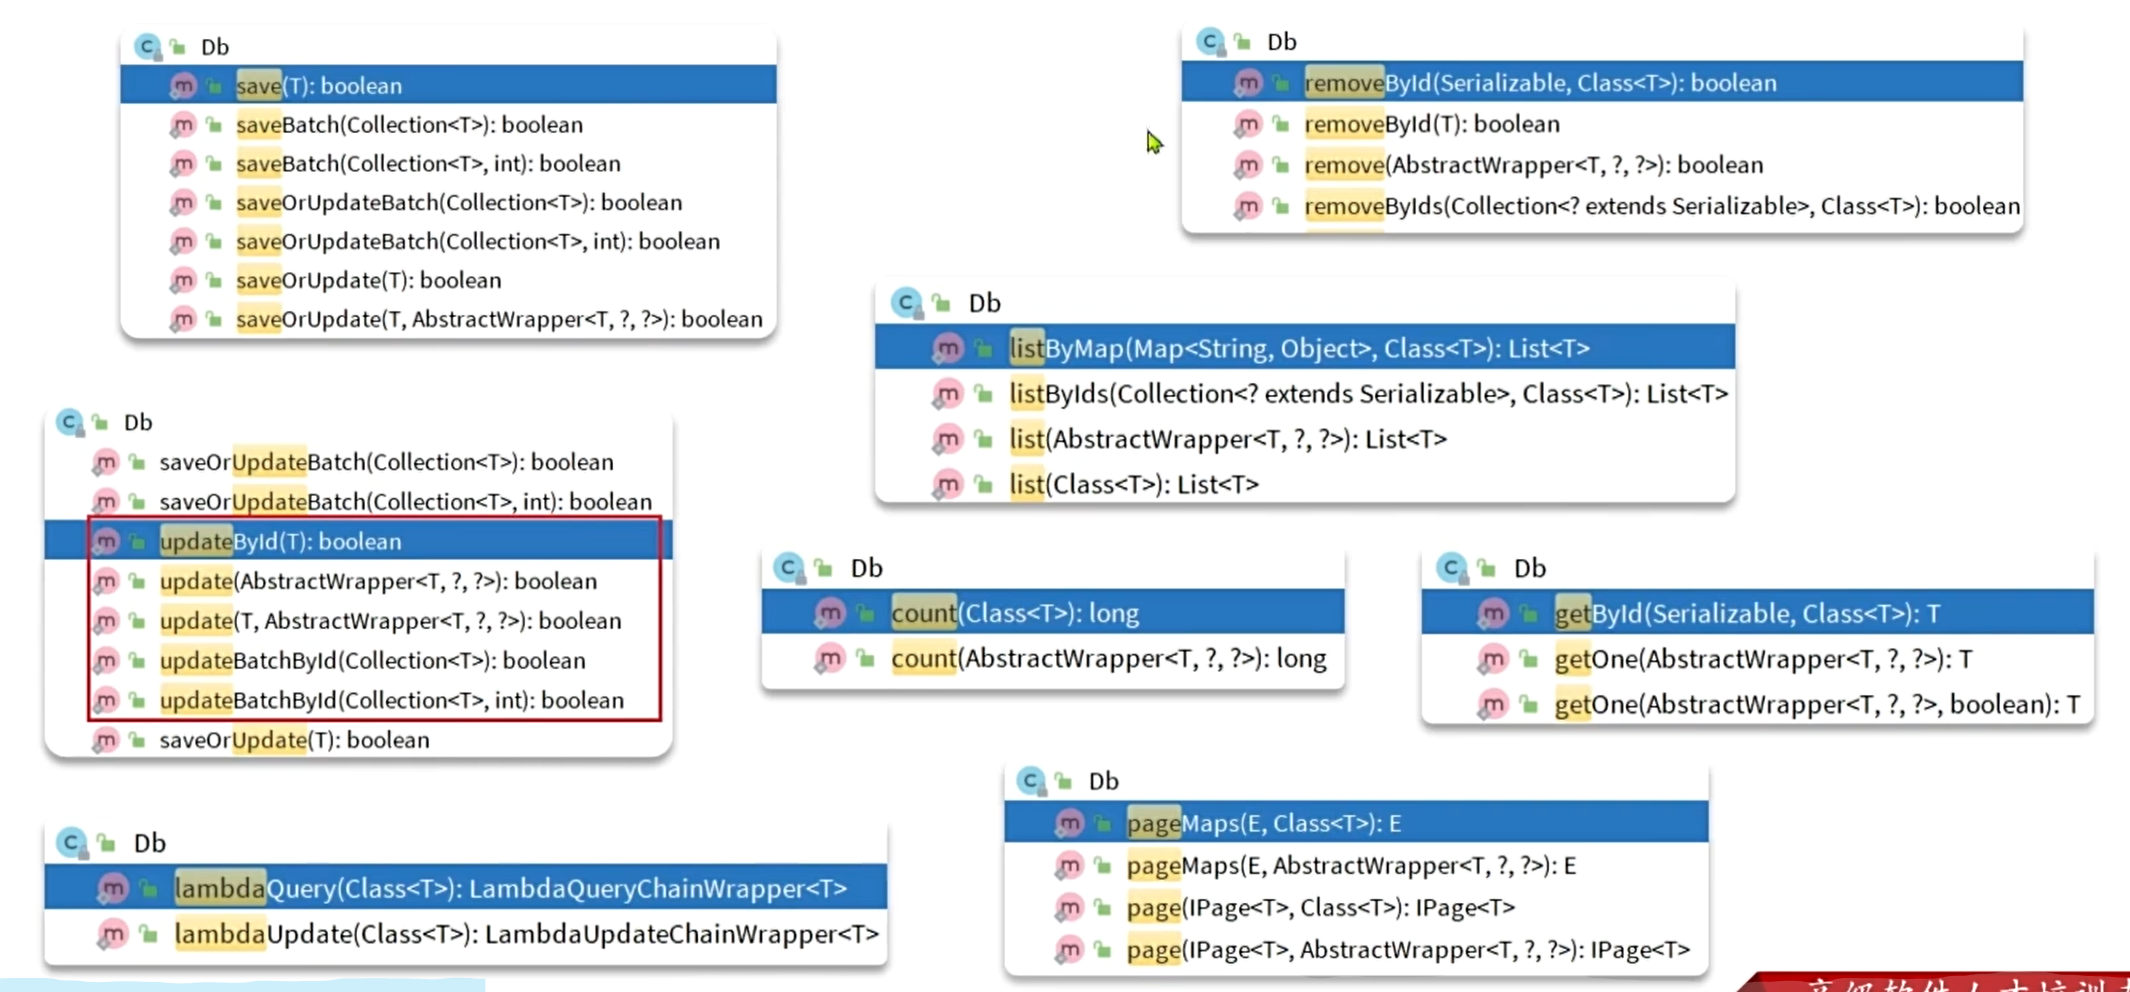 Db
save(T): boolean
saveBatch(Collection<T>): boolean
saveBatch(Collection<T>, int): boolean
saveOrUpdateBatch(Collection<T>): boolean
saveOrUpdateBatch(Collection<T>, int): boolean
saveOrUpdate(T): boolean
saveOrUpdate(T, AbstractWrapper<T, ?, ?>): boolean
Db
removeById(Serializable, Class<T>): boolean
removeById(T): boolean
remove(AbstractWrapper<T, ?, ?>): boolean
removeByIds(Collection<? extends Serializable>, Class<T>): boolean
Db
listByMap(Map<String, Object>, Class<T>): List<T>
listByIds(Collection<? extends Serializable>, Class<T>): List<T>
list(AbstractWrapper<T, ?, ?>): List<T>
list(Class<T>): List<T>
Db
saveOrUpdateBatch(Collection<T>): boolean
saveOrUpdateBatch(Collection<T>, int): boolean
updateById(T): boolean
update(AbstractWrapper<T, ?, ?>): boolean
update(T, AbstractWrapper<T, ?, ?>): boolean
updateBatchById(Collection<T>): boolean
updateBatchById(Collection<T>, int): boolean
saveOrUpdate(T): boolean
Db
count(Class<T>): long
count(AbstractWrapper<T, ?, ?>): long
Db
getById(Serializable, Class<T>): T
getOne(AbstractWrapper<T, ?, ?>): T
getOne(AbstractWrapper<T, ?, ?>, boolean): T
Db
lambdaQuery(Class<T>): LambdaQueryChainWrapper<T>
lambdaUpdate(Class<T>): LambdaUpdateChainWrapper<T>
Db
pageMaps(E, Class<T>): E
pageMaps(E, AbstractWrapper<T, ?, ?>): E
page(IPage<T>, Class<T>): IPage<T>
page(IPage<T>, AbstractWrapper<T, ?, ?>): IPage<T>